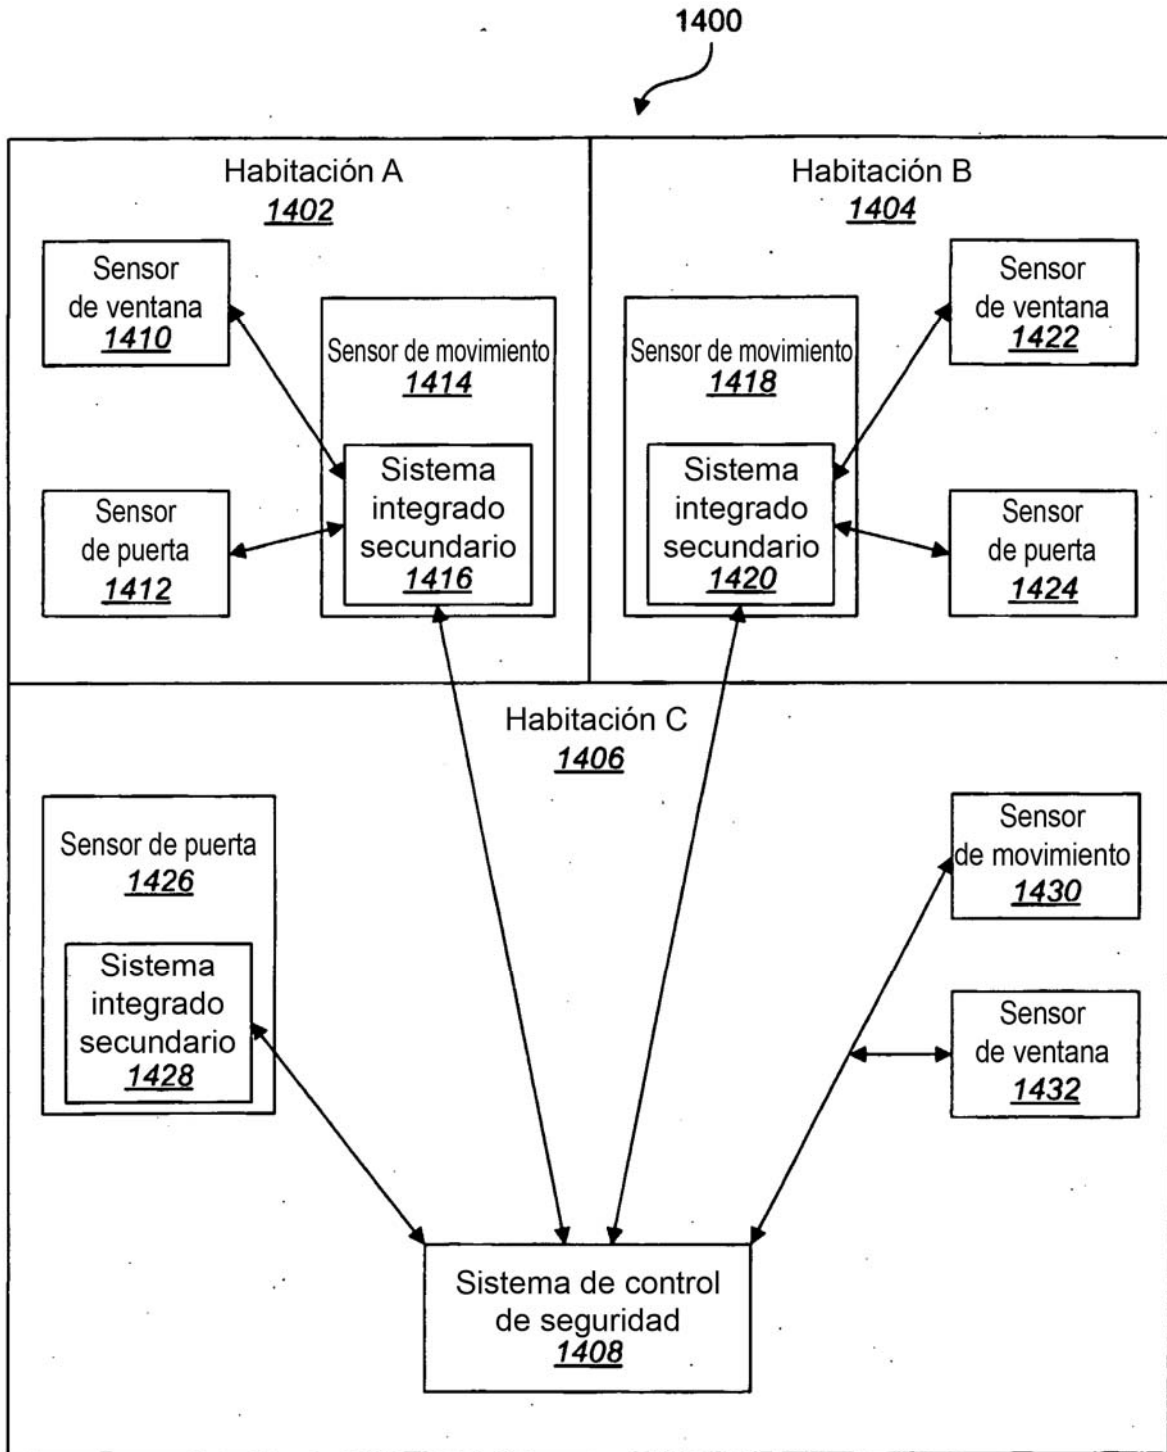 1400
Habitación A
1402
Sensor
de ventana
1410
Sensor de movimiento
1414
Sistema
integrado
secundario
1416
Sensor
de puerta
1412
Habitación B
1404
Sensor de movimiento
1418
Sistema
integrado
secundario
1420
Sensor
de ventana
1422
Sensor
de puerta
1424
Habitación C
1406
Sensor de puerta
1426
Sistema
integrado
secundario
1428
Sensor
de movimiento
1430
Sensor
de ventana
1432
Sistema de control
de seguridad
1408